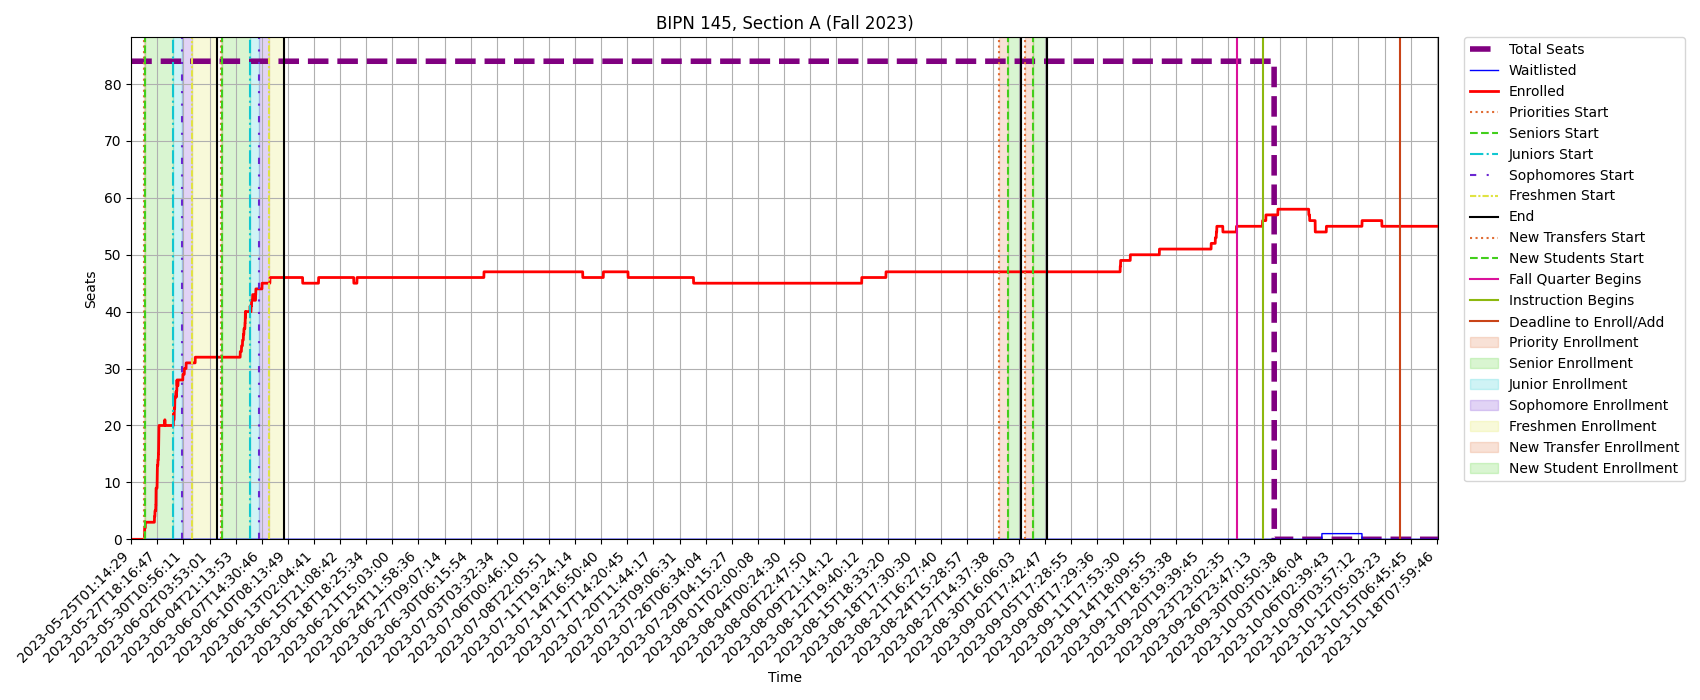 BIPN 145, Section A (Fall 2023)
Seats
80
70
60
50
40
30
20
10
0
2023-05-25T01:14:29
2023-05-27T18:16:47
2023-05-30T10:56:11
2023-06-02T03:53:01
2023-06-04T21:13:53
2023-06-07T14:30:46
2023-06-10T08:13:49
2023-06-13T02:04:41
2023-06-15T21:08:42
2023-06-18T18:25:34
2023-06-21T15:03:00
2023-06-24T11:58:36
2023-06-27T09:07:14
2023-06-30T06:15:54
2023-07-03T03:32:34
2023-07-06T00:46:10
2023-07-08T22:05:51
2023-07-11T19:24:14
2023-07-14T16:50:40
2023-07-17T14:20:45
2023-07-20T11:44:17
2023-07-23T09:06:31
2023-07-26T06:34:04
2023-07-29T04:15:27
2023-08-01T02:00:08
2023-08-04T00:24:30
2023-08-06T22:47:50
2023-08-09T21:14:12
2023-08-12T19:40:12
2023-08-15T18:33:20
2023-08-18T17:30:30
2023-08-21T16:27:40
2023-08-24T15:28:57
2023-08-27T14:37:38
2023-08-30T16:06:03
2023-09-02T17:42:47
2023-09-05T17:28:55
2023-09-08T17:29:36
2023-09-11T17:53:30
2023-09-14T18:09:55
2023-09-17T18:53:38
2023-09-20T19:39:45
2023-09-23T23:02:35
2023-09-26T23:47:13
2023-09-30T00:50:38
2023-10-03T01:46:04
2023-10-06T02:39:43
2023-10-09T03:57:12
2023-10-12T05:03:23
2023-10-15T06:45:45
2023-10-18T07:59:46
Time
Total Seats
Waitlisted
Enrolled
Priorities Start
Seniors Start
Juniors Start
Sophomores Start
Freshmen Start
End
New Transfers Start
New Students Start
Fall Quarter Begins
Instruction Begins
Deadline to Enroll/Add
Priority Enrollment
Senior Enrollment
Junior Enrollment
Sophomore Enrollment
Freshmen Enrollment
New Transfer Enrollment
New Student Enrollment